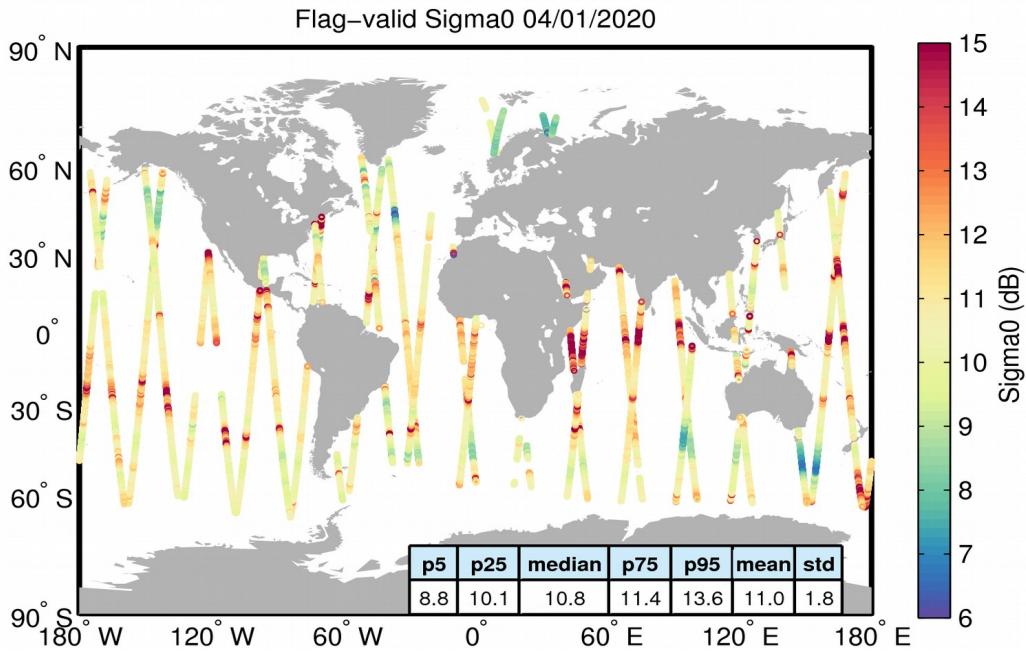 Flag−valid Sigma0 04/01/2020
90° N
60° N
30° N
0°
30° S
60° S
90° S
180° W
120° W
60° W
0°
60° E
120° E
180° E
p5 p25 median p75 p95 mean std
8.8 10.1 10.8 11.4 13.6 11.0 1.8
15
14
13
12
11
10
9
8
7
6
Sigma0 (dB)